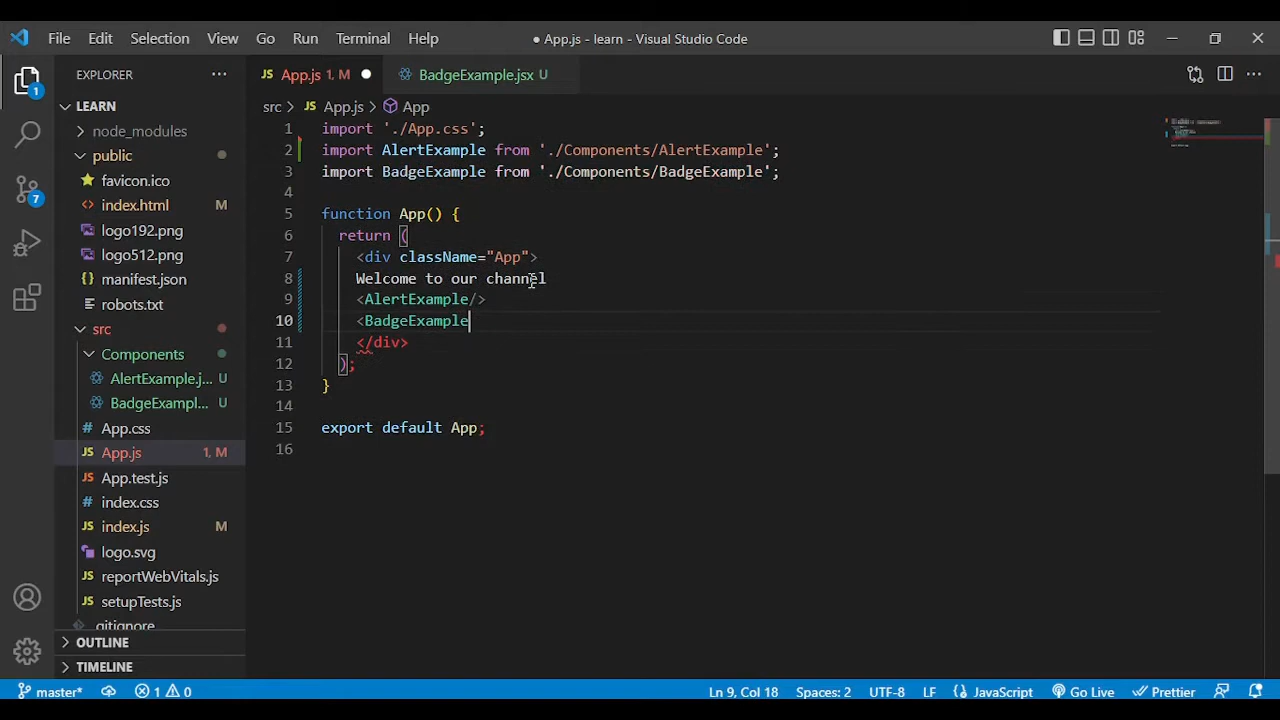 File Edit Selection View Go Run Terminal Help ● App.js - learn - Visual Studio Code
EXPLORER ···
App.js 1, M ●
BadgeExample.jsx U
LEARN
src > App.js > App
node_modules
public
favicon.ico
index.html M
logo192.png
logo512.png
manifest.json
robots.txt
src
Components
AlertExample.j... U
BadgeExampl... U
App.css
App.js 1, M
App.test.js
index.css
index.js M
logo.svg
reportWebVitals.js
setupTests.js
.gitignore
OUTLINE
TIMELINE
1 import './App.css';
2 import AlertExample from './Components/AlertExample';
3 import BadgeExample from './Components/BadgeExample';
4
5 function App() {
6 return (
7 <div className="App">
8 Welcome to our channel
9 <AlertExample/>
10 <BadgeExample
11 </div>
12 );
13 }
14
15 export default App;
16
1
7
master* 1 0 Ln 9, Col 18 Spaces: 2 UTF-8 LF JavaScript Go Live Prettier